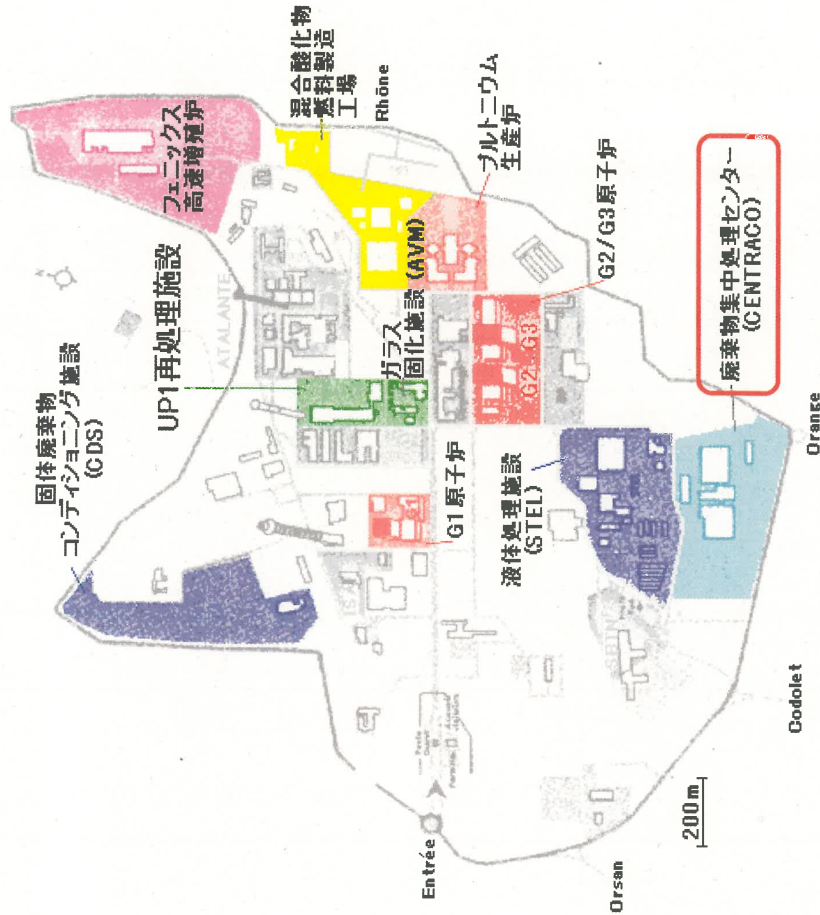 固体廃棄物
コンディショニング施設
(CDS)
フェニックス
高速増殖炉
UP1再処理施設
ATALANTE
混合酸化物
燃料製造
工場
Rhône
ガラス
固化施設(AVM)
G1
G1原子炉
Entrée
プルトニウム
生産炉
液体処理施設
(STEL)
G2 G3
G2/G3原子炉
Orsan
200m
廃棄物集中処理センター
(CENTRACO)
Codolet
Orange